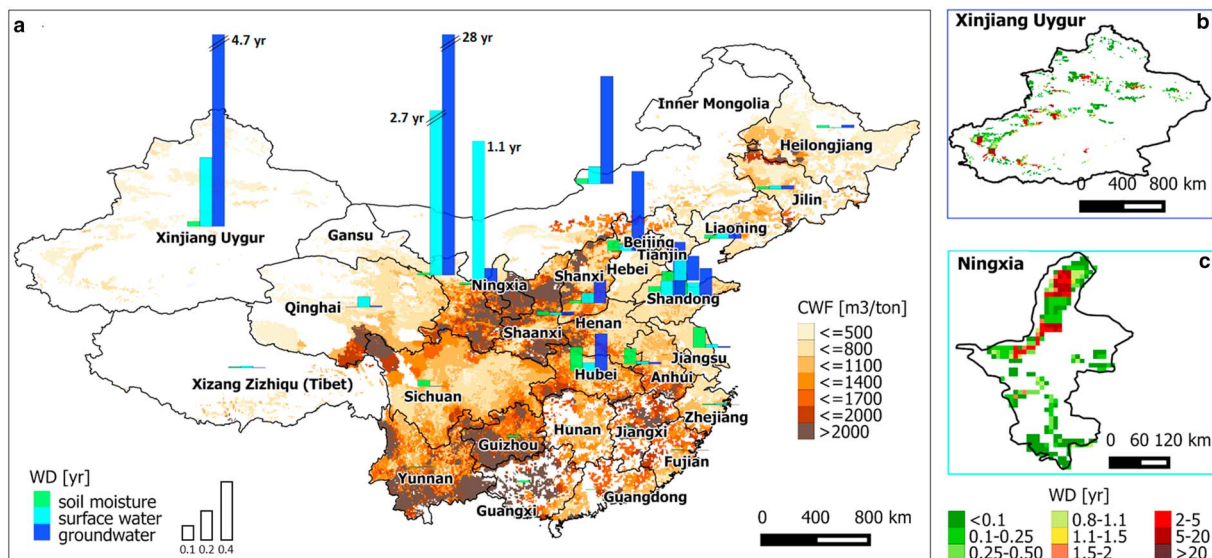 a
4.7 yr
28 yr
2.7 yr
1.1 yr
Inner Mongolia
Heilongjiang
Jilin
Liaoning
Xinjiang Uygur
Gansu
Beijing
Tianjin
Hebei
Shanxi
Ningxia
Shandong
Qinghai
Shaanxi
Henan
Jiangsu
Xizang Zizhiqu (Tibet)
Hubei
Anhui
Sichuan
Zhejiang
Hunan
Jiangxi
Guizhou
Fujian
Yunnan
Guangdong
Guangxi
CWF [m3/ton]
<=500
<=800
<=1100
<=1400
<=1700
<=2000
>2000
WD [yr]
soil moisture
surface water
groundwater
0.1 0.2 0.4
0 400 800 km
Xinjiang Uygur
b
0 400 800 km
Ningxia
c
0 60 120 km
WD [yr]
<0.1
0.1-0.25
0.25-0.50
0.8-1.1
1.1-1.5
1.5-2
2-5
5-20
>20